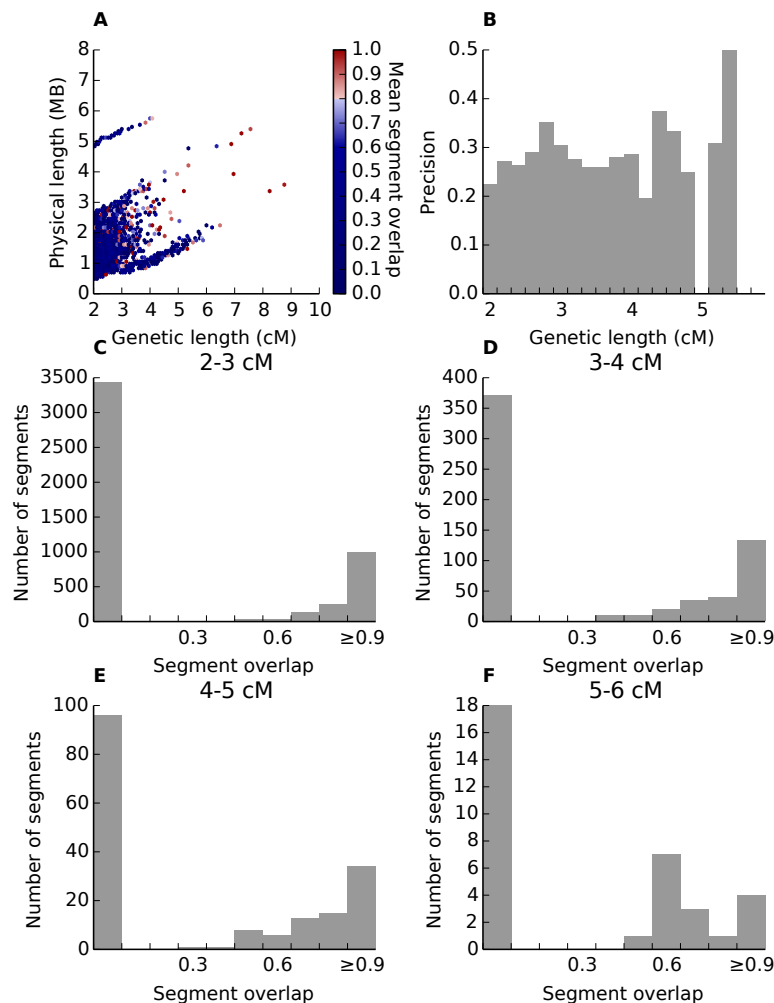 A
Physical length (MB)
8
7
6
5
4
3
2
1
0
2 3 4 5 6 7 8 9 10
Genetic length (cM)
1.0
0.9
0.8
0.7
0.6
0.5
0.4
0.3
0.2
0.1
0.0
Mean segment overlap
B
Precision
0.5
0.4
0.3
0.2
0.1
0.0
2 3 4 5
Genetic length (cM)
C
2-3 cM
Number of segments
3500
3000
2500
2000
1500
1000
500
0
0.3 0.6 ≥0.9
Segment overlap
D
3-4 cM
Number of segments
400
350
300
250
200
150
100
50
0
0.3 0.6 ≥0.9
Segment overlap
E
4-5 cM
Number of segments
100
80
60
40
20
0
0.3 0.6 ≥0.9
Segment overlap
F
5-6 cM
Number of segments
18
16
14
12
10
8
6
4
2
0
0.3 0.6 ≥0.9
Segment overlap